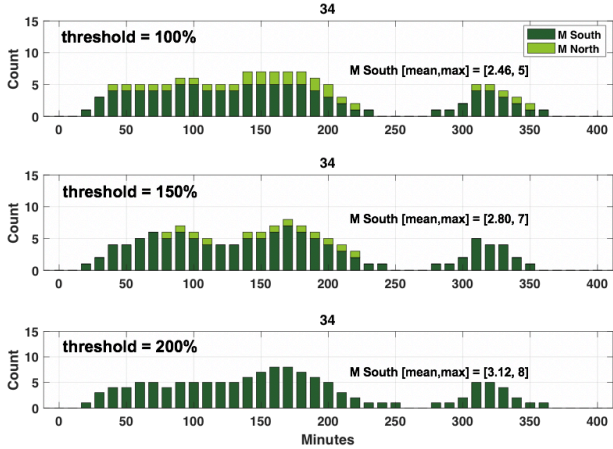 34
15
10
5
0
Count
threshold = 100%
M South
M North
M South [mean,max] = [2.46, 5]
0 50 100 150 200 250 300 350 400
34
15
10
5
0
Count
threshold = 150%
M South [mean,max] = [2.80, 7]
0 50 100 150 200 250 300 350 400
34
15
10
5
0
Count
threshold = 200%
M South [mean,max] = [3.12, 8]
0 50 100 150 200 250 300 350 400
Minutes